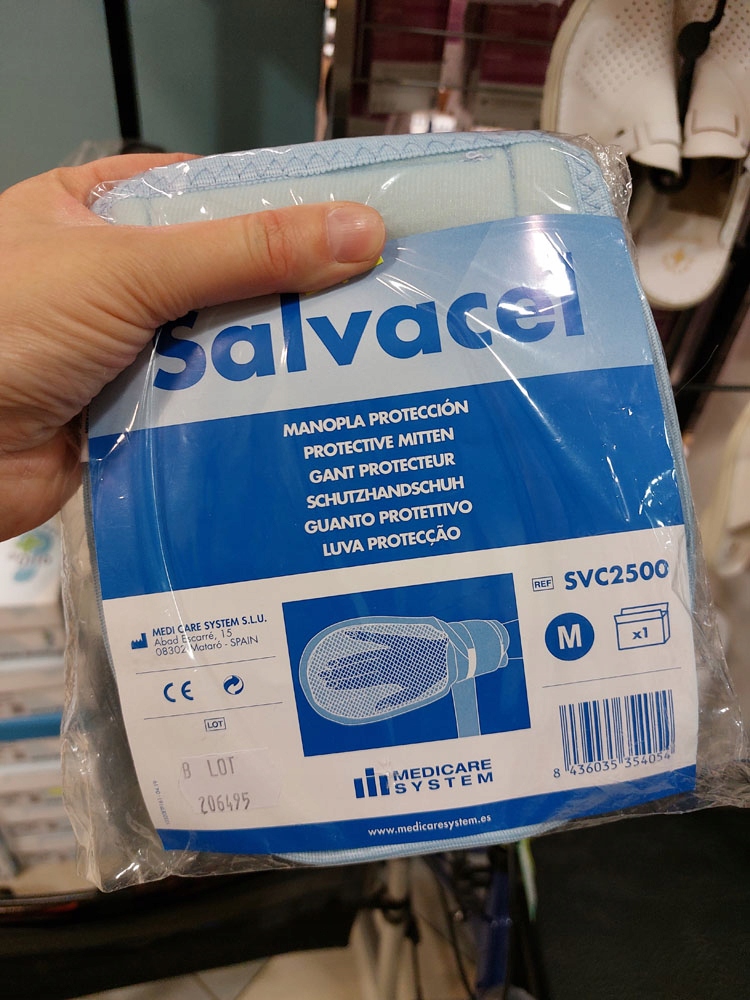 Salvacel
MANOPLA PROTECCIÓN
PROTECTIVE MITTEN
GANT PROTECTEUR
SCHUTZHANDSCHUH
GUANTO PROTETTIVO
LUVA PROTECÇÃO
REF SVC2500
MEDI CARE SYSTEM S.L.U.
Abad Escarré, 15
08302 Mataró - SPAIN
M
x1
CE
LOT
B LOT
206495
MEDICARE
SYSTEM
8 436035 354054
www.medicaresystem.es